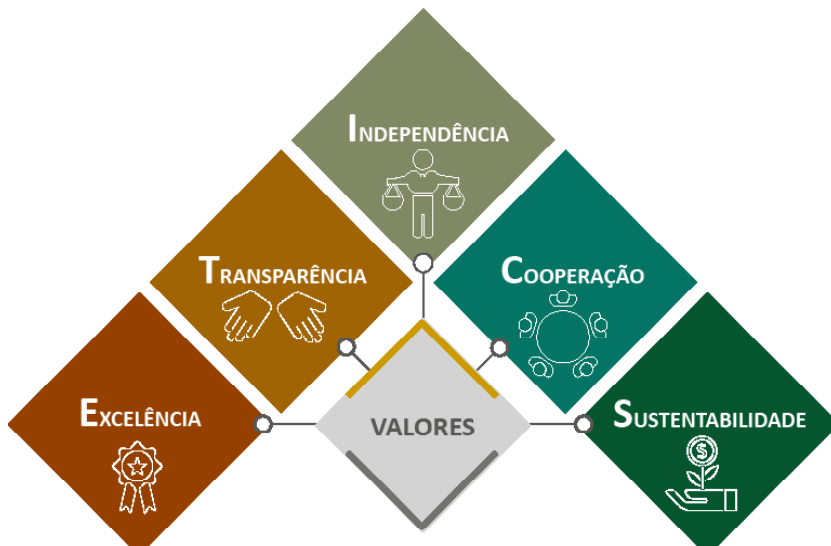 INDEPENDÊNCIA
TRANSPARÊNCIA
COOPERAÇÃO
EXCELÊNCIA
VALORES
SUSTENTABILIDADE
$